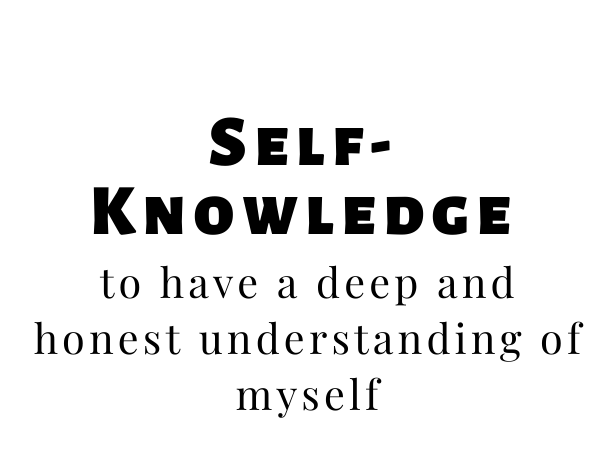 Self-
Knowledge
to have a deep and
honest understanding of
myself